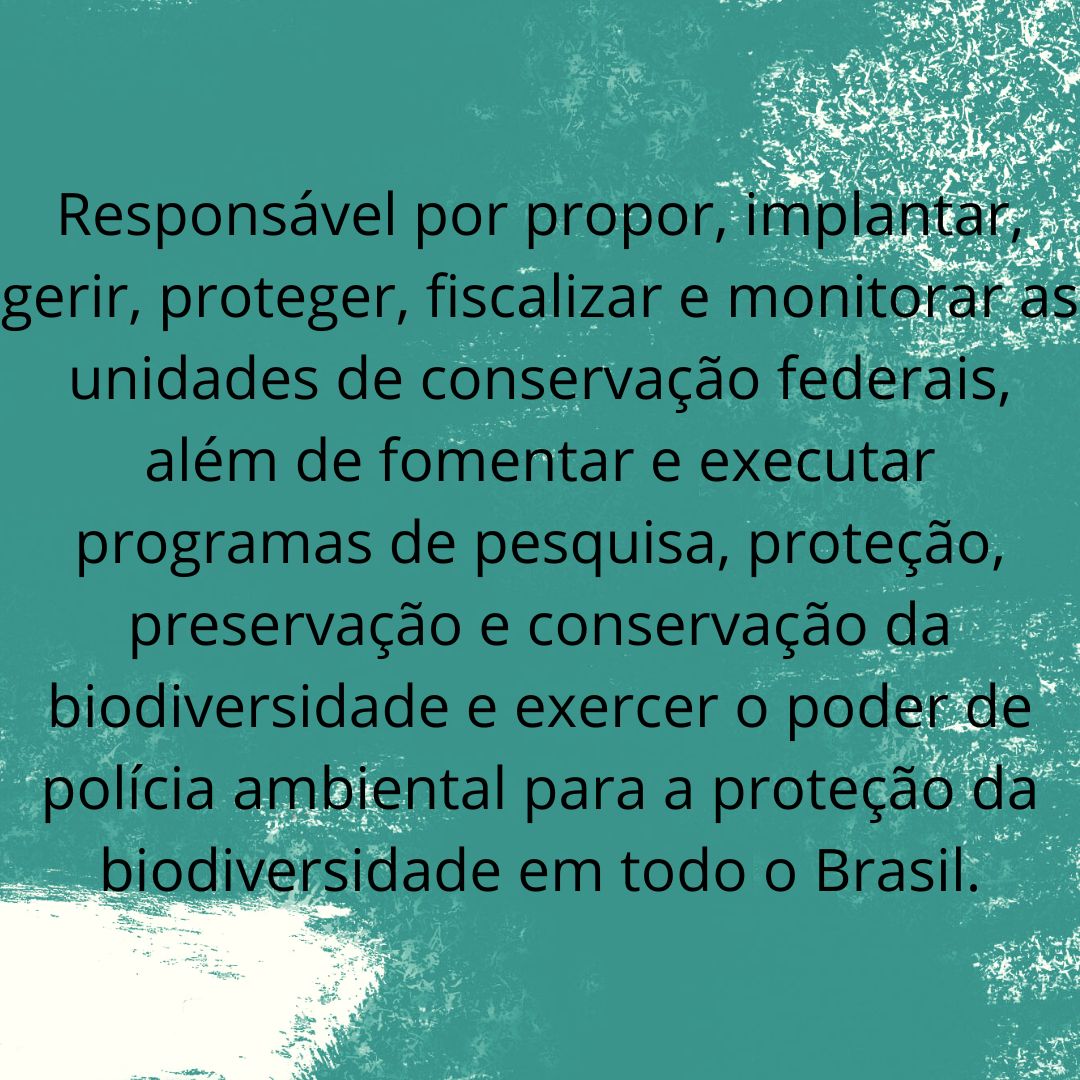 Responsável por propor, implantar,
gerir, proteger, fiscalizar e monitorar as
unidades de conservação federais,
além de fomentar e executar
programas de pesquisa, proteção,
preservação e conservação da
biodiversidade e exercer o poder de
polícia ambiental para a proteção da
biodiversidade em todo o Brasil.